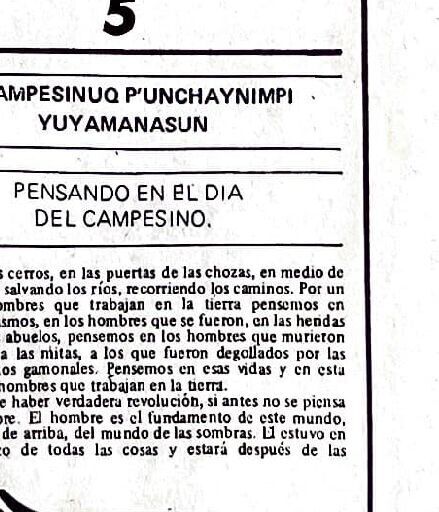 5
AMPESINUQ P'UNCHAYNIMPI
YUYAMANASUN
PENSANDO EN EL DIA
DEL CAMPESINO.
s cerros, en las puertas de las chozas, en medio de
salvando los ríos, recorriendo los caminos. Por un
ombres que trabajan en la tierra pensemos en
smos, en los hombres que se fueron, en las heridas
abuelos, pensemos en los hombres que murieron
a las mitas, a los que fueron degollados por las
os gamonales. Pensemos en esas vidas y en esta
hombres que trabajan en la tierra.
e haber verdadera revolución, si antes no se piensa
bre. El hombre es el fundamento de este mundo,
de arriba, del mundo de las sombras. El estuvo en
o de todas las cosas y estará después de las